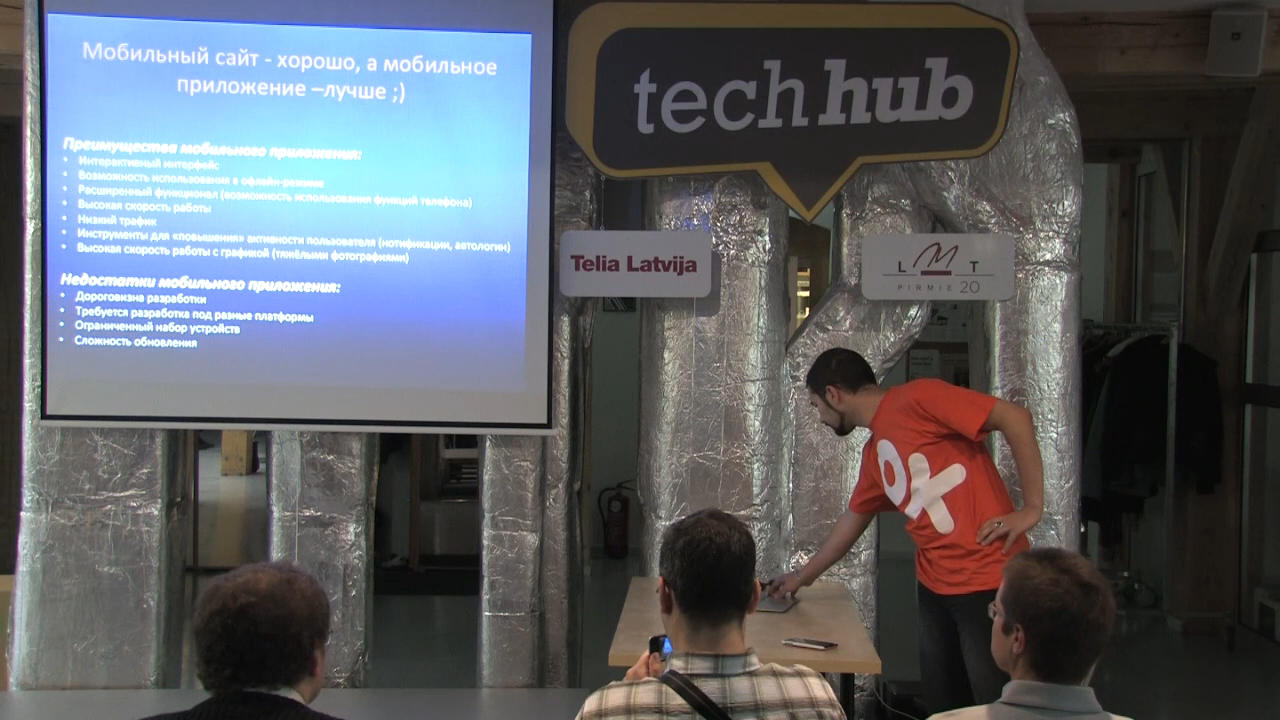 Мобильный сайт - хорошо, а мобильное
приложение –лучше ;)
Преимущества мобильного приложения:
• Интерактивный интерфейс
• Возможность использования в офлайн-режиме
• Расширенный функционал (возможность использования функций телефона)
• Высокая скорость работы
• Низкий трафик
• Инструменты для «повышения» активности пользователя (нотификации, автологин)
• Высокая скорость работы с графикой (тяжёлыми фотографиями)
Недостатки мобильного приложения:
• Дороговизна разработки
• Требуется разработка под разные платформы
• Ограниченный набор устройств
• Сложность обновления
techhub
Telia Latvija
LMT
PIRMIE 20